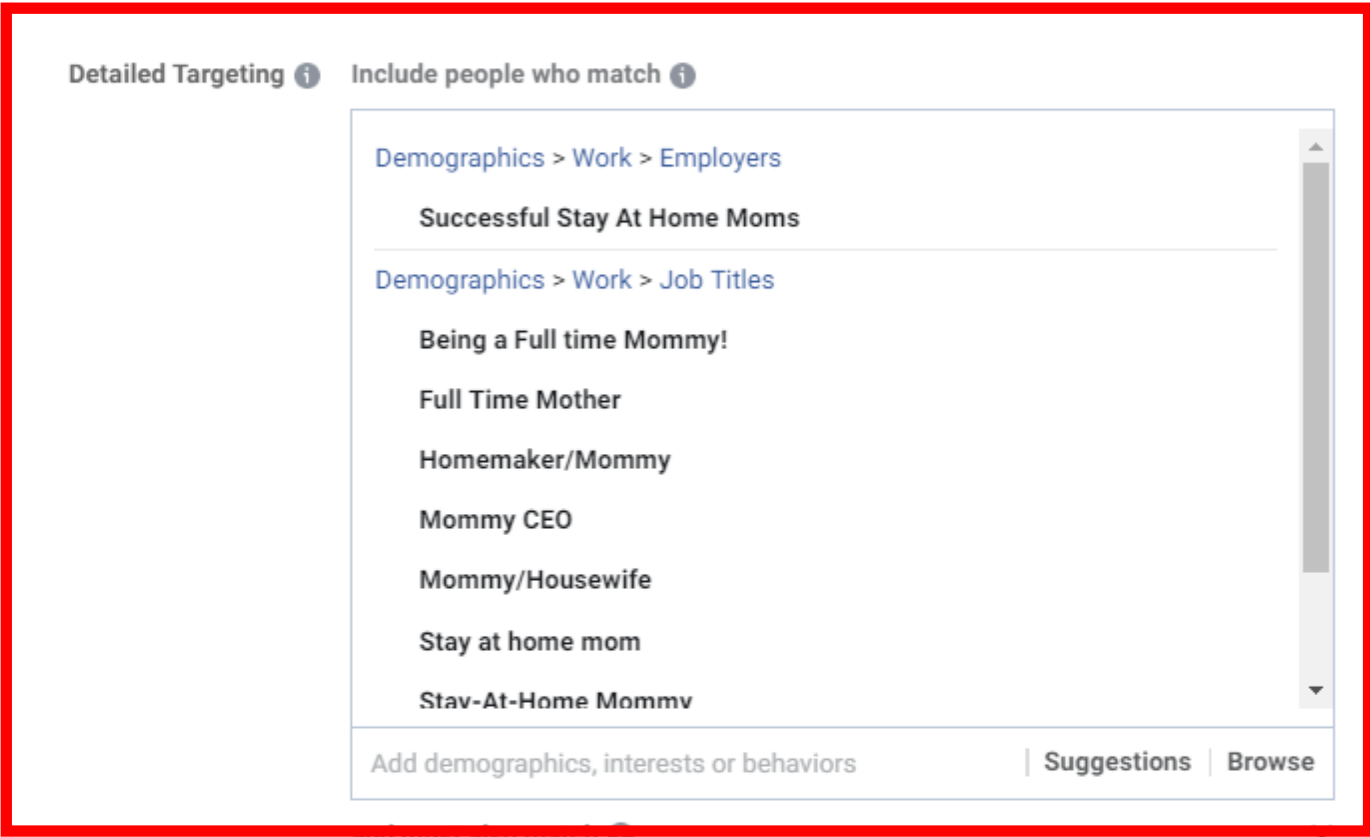 Detailed Targeting Include people who match
Demographics > Work > Employers
Successful Stay At Home Moms
Demographics > Work > Job Titles
Being a Full time Mommy!
Full Time Mother
Homemaker/Mommy
Mommy CEO
Mommy/Housewife
Stay at home mom
Stay-At-Home Mommy
Add demographics, interests or behaviors | Suggestions | Browse